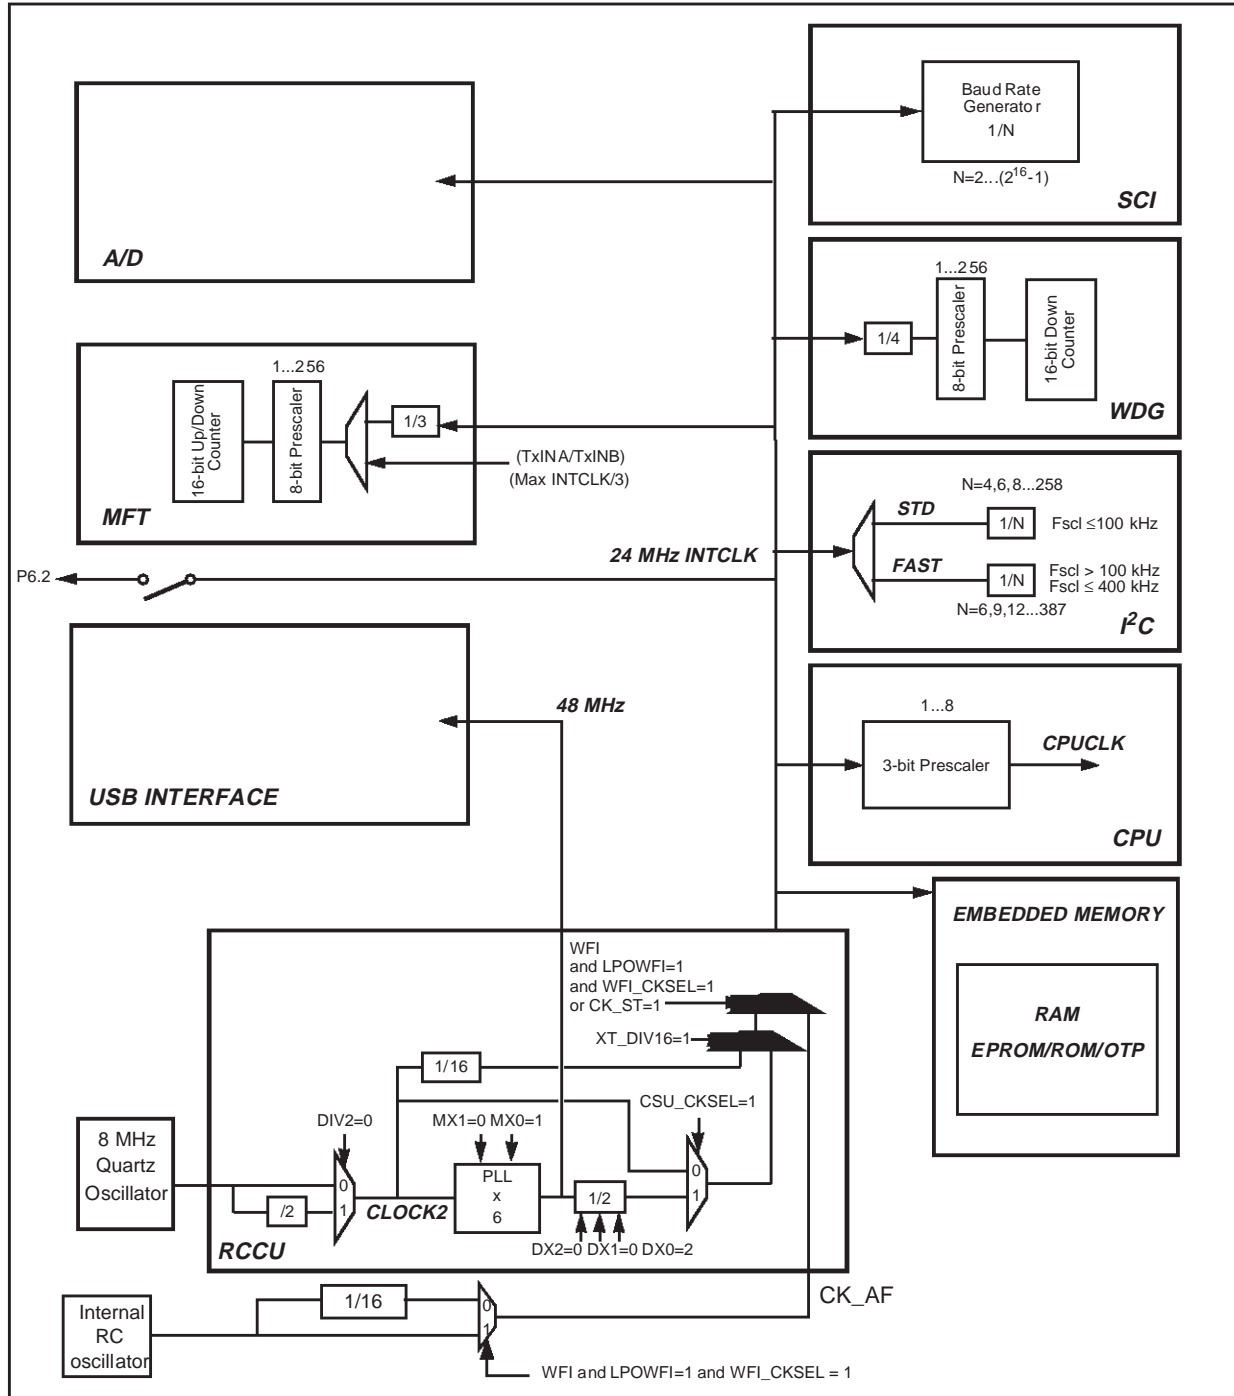 Baud Rate
Generator
1/N
N=2...(2^16-1)
SCI
A/D
1...256
1/4
8-bit Prescaler
16-bit Down
Counter
WDG
1...256
16-bit Up/Down
Counter
8-bit Prescaler
1/3
(TxINA/TxINB)
(Max INTCLK/3)
MFT
N=4,6,8...258
STD
1/N
Fscl ≤100 kHz
24 MHz INTCLK
FAST
1/N
Fscl > 100 kHz
Fscl ≤ 400 kHz
N=6,9,12...387
I²C
P6.2
48 MHz
USB INTERFACE
1...8
3-bit Prescaler
CPUCLK
CPU
EMBEDDED MEMORY
RAM
EPROM/ROM/OTP
WFI
and LPOWFI=1
and WFI_CKSEL=1
or CK_ST=1
XT_DIV16=1
1/16
CSU_CKSEL=1
DIV2=0
MX1=0 MX0=1
8 MHz
Quartz
Oscillator
/2
0
1
CLOCK2
PLL
x
6
1/2
0
1
DX2=0 DX1=0 DX0=2
RCCU
CK_AF
Internal
RC
oscillator
1/16
0
1
WFI and LPOWFI=1 and WFI_CKSEL = 1